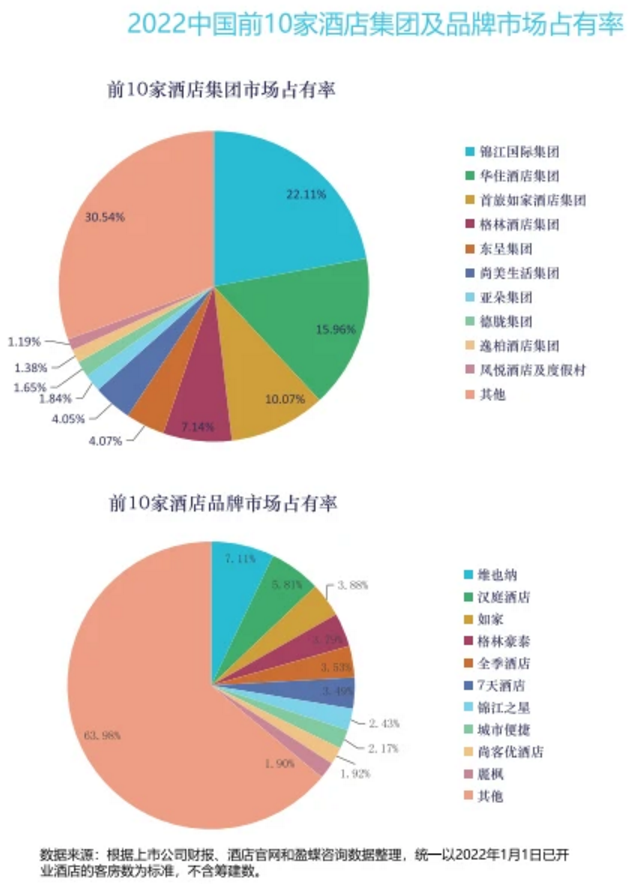 2022中国前10家酒店集团及品牌市场占有率
前10家酒店集团市场占有率
22.11%
15.96%
10.07%
7.14%
4.07%
4.05%
1.84%
1.65%
1.38%
1.19%
30.54%
锦江国际集团
华住酒店集团
首旅如家酒店集团
格林酒店集团
东呈集团
尚美生活集团
亚朵集团
德胧集团
逸柏酒店集团
凤悦酒店及度假村
其他
前10家酒店品牌市场占有率
7.11%
5.81%
3.88%
3.53%
3.49%
2.43%
2.17%
1.92%
1.90%
63.98%
维也纳
汉庭酒店
如家
格林豪泰
全季酒店
7天酒店
锦江之星
城市便捷
尚客优酒店
麗枫
其他
数据来源：根据上市公司财报、酒店官网和盈蝶咨询数据整理，统一以2022年1月1日已开
业酒店的客房数为标准，不含筹建数。